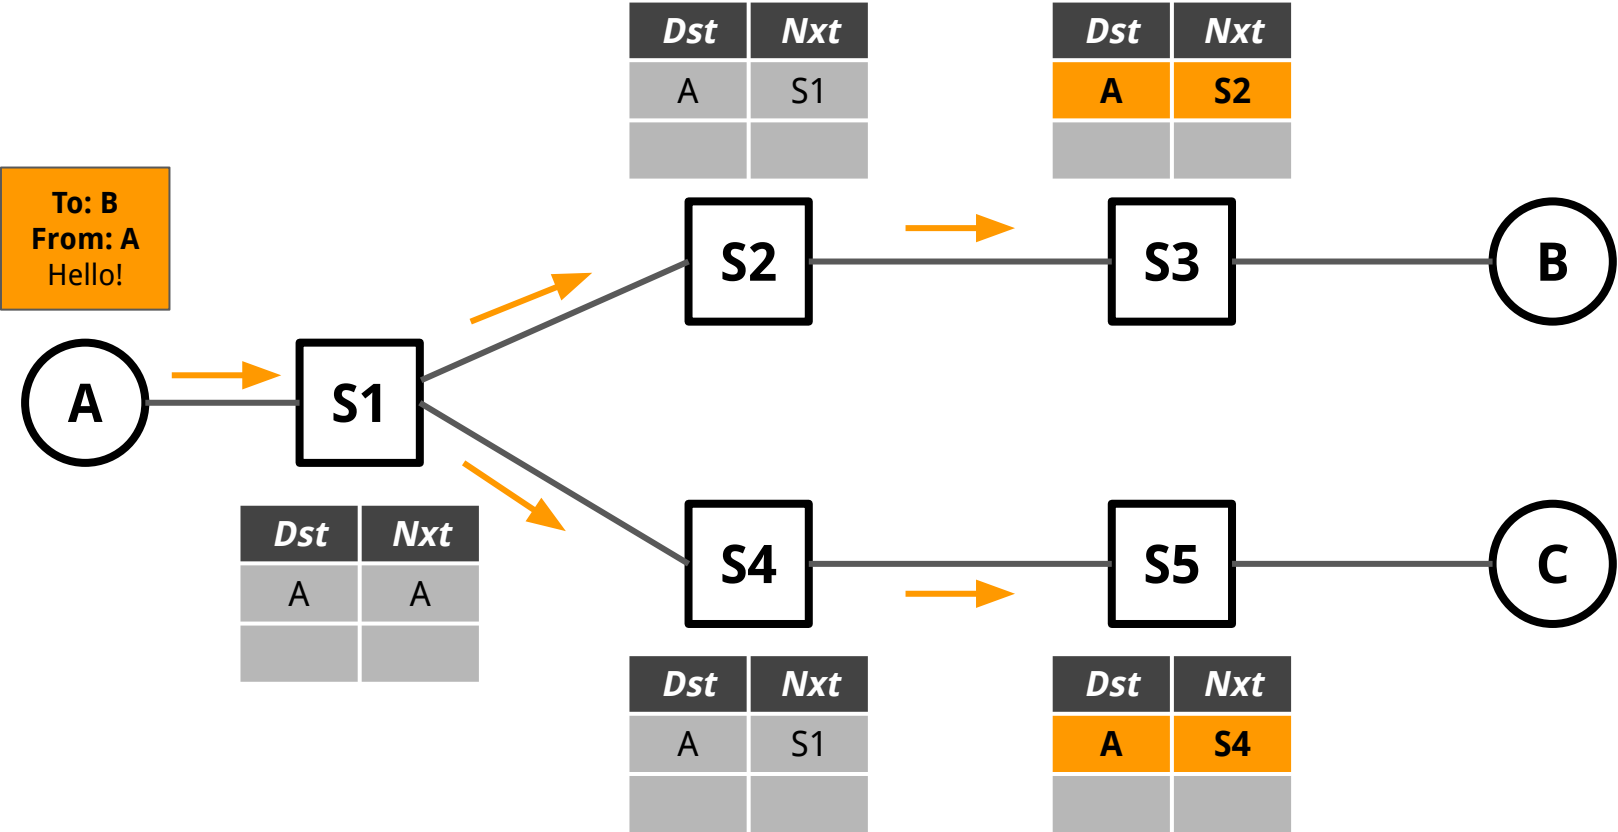 Dst Nxt
A S1
Dst Nxt
A S2
To: B
From: A
Hello!
S2
S3
B
A
S1
Dst Nxt
A A
S4
S5
C
Dst Nxt
A S1
Dst Nxt
A S4